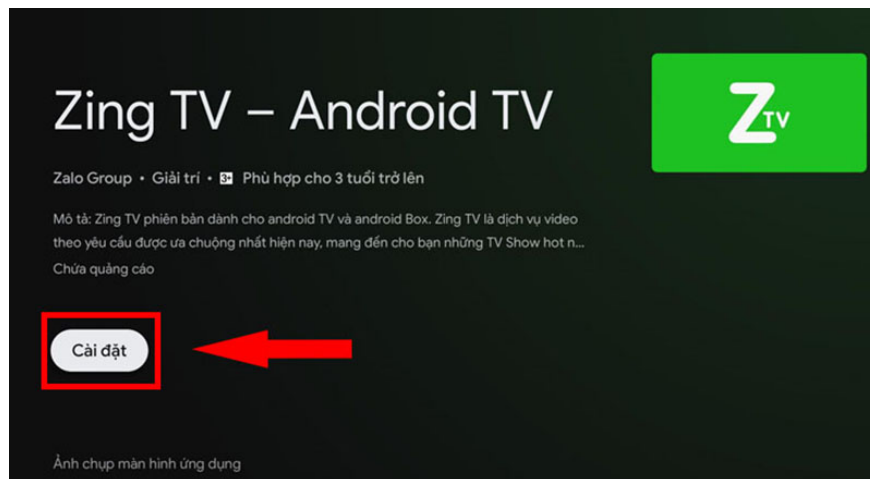 Zing TV – Android TV
Z TV
Zalo Group • Giải trí • 3+ Phù hợp cho 3 tuổi trở lên
Mô tả: Zing TV phiên bản dành cho android TV và android Box. Zing TV là dịch vụ video
theo yêu cầu được ưa chuộng nhất hiện nay, mang đến cho bạn những TV Show hot n...
Chứa quảng cáo
Cài đặt
Ảnh chụp màn hình ứng dụng